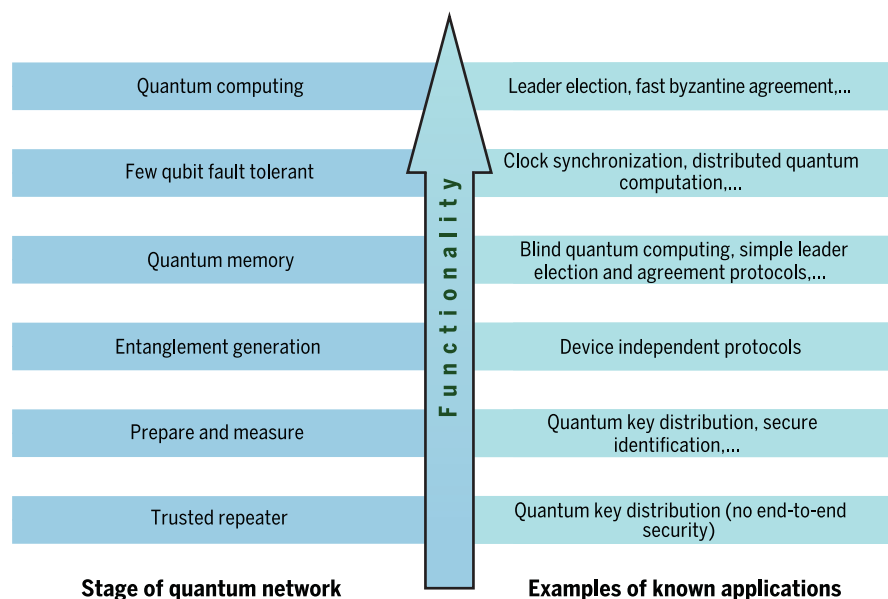 Quantum computing
Leader election, fast byzantine agreement,...
Few qubit fault tolerant
Clock synchronization, distributed quantum
computation,...
Quantum memory
Blind quantum computing, simple leader
election and agreement protocols,...
Entanglement generation
Device independent protocols
Prepare and measure
Quantum key distribution, secure
identification,...
Trusted repeater
Quantum key distribution (no end-to-end
security)
Functionality
Stage of quantum network
Examples of known applications